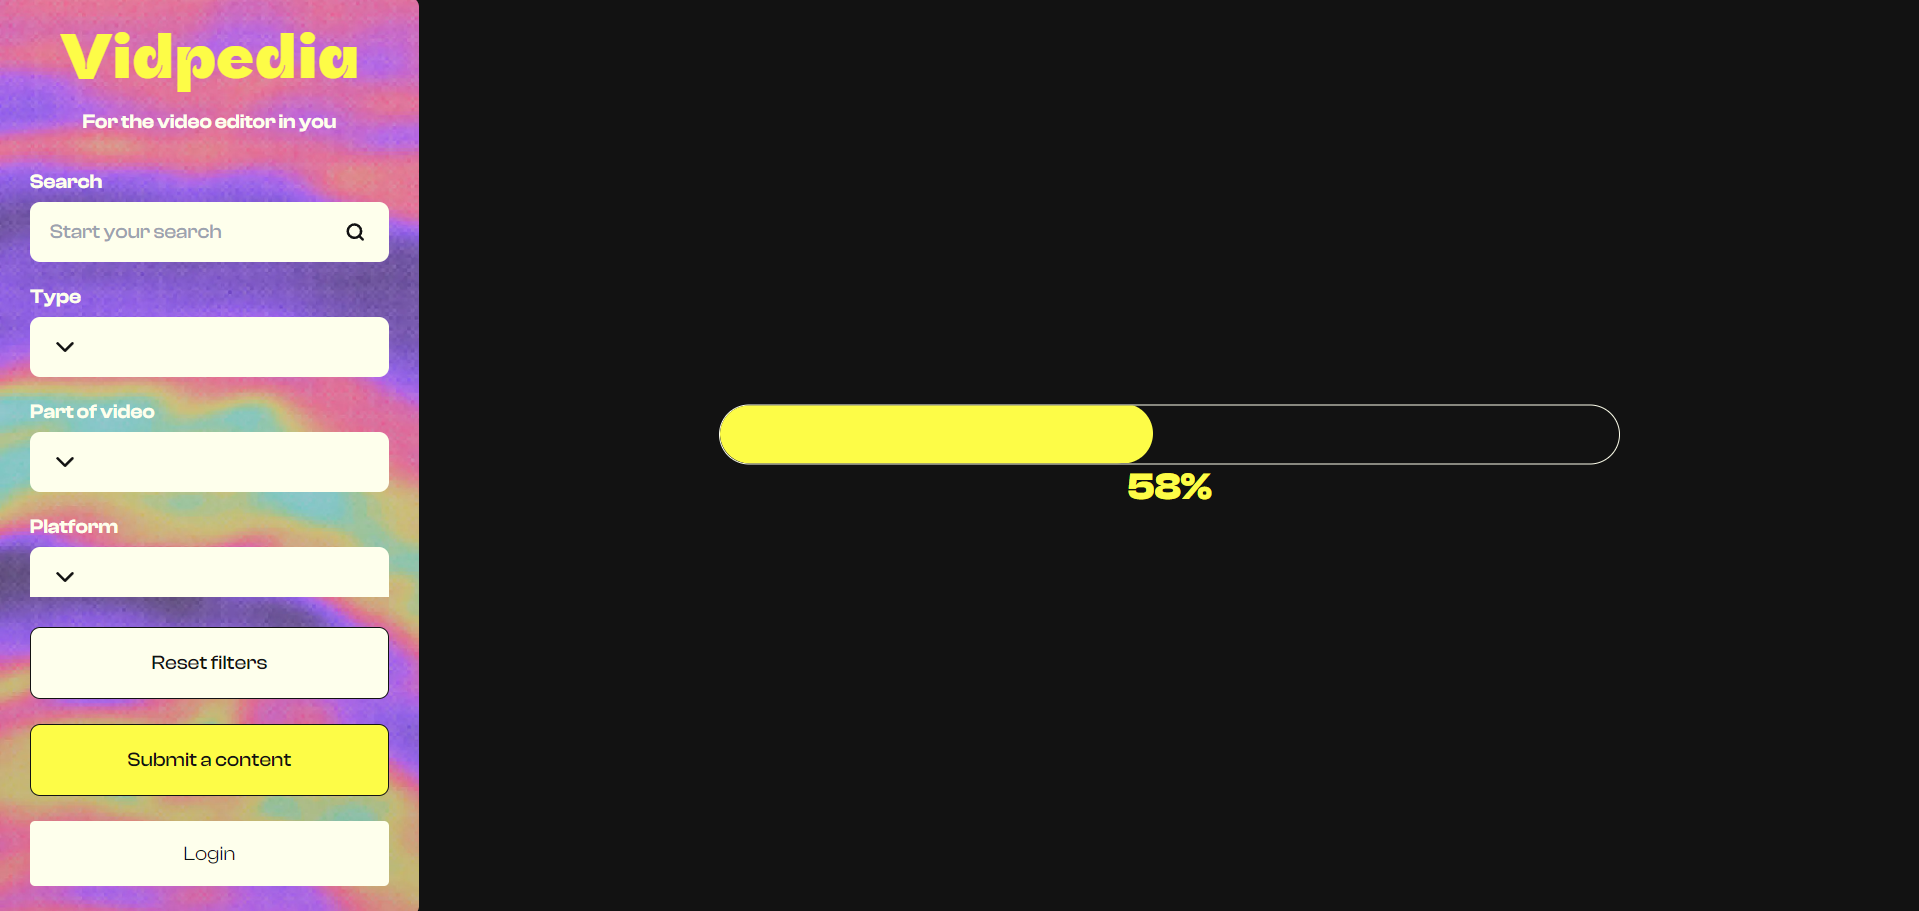 Vidpedia
For the video editor in you
Search
Start your search
Type
Part of video
Platform
Reset filters
Submit a content
Login
58%